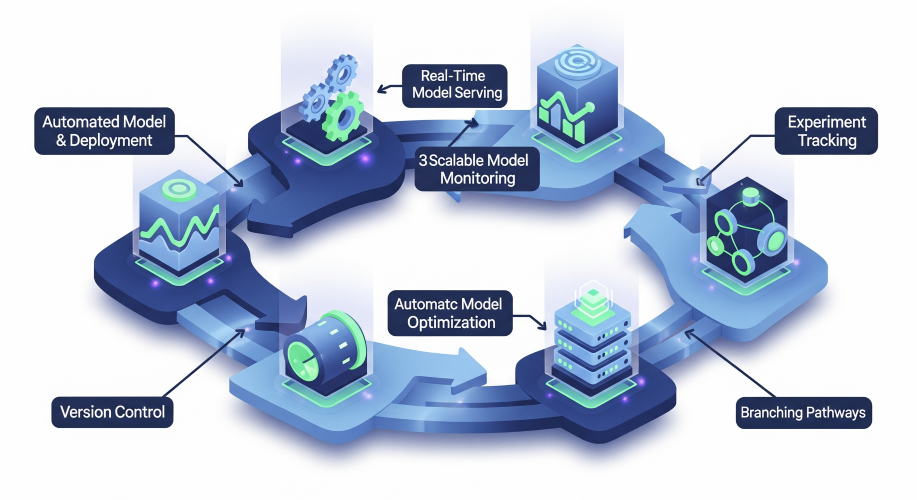 Real-Time
Model Serving
Automated Model
& Deployment
Experiment
Tracking
3 Scalable Model
Monitoring
Automatc Model
Optimization
Version Control
Branching Pathways